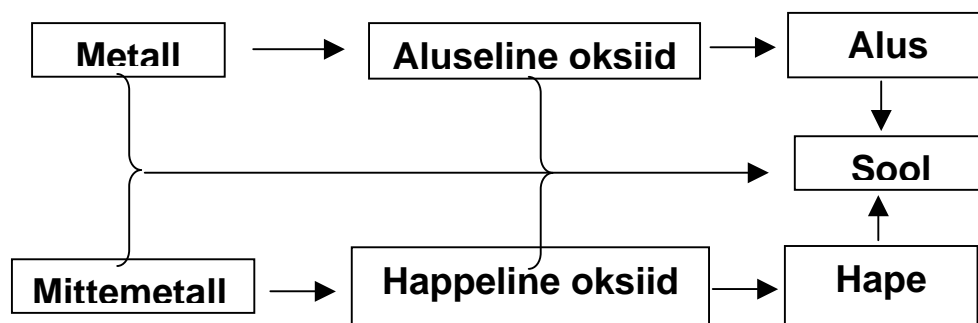 Metall
Aluseline oksiid
Alus
Sool
Mittemetall
Happeline oksiid
Hape